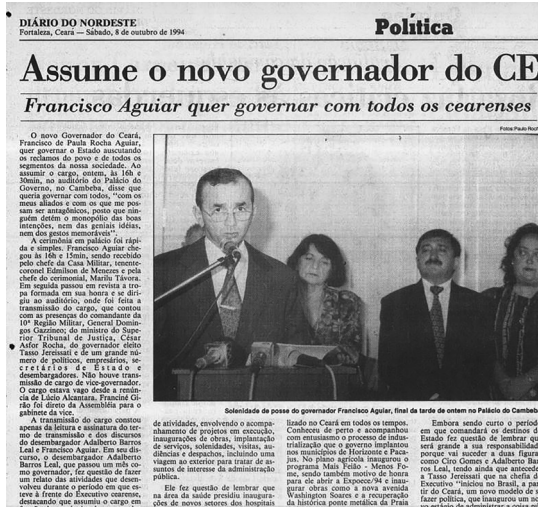 DIÁRIO DO NORDESTE
Fortaleza, Ceará — Sábado, 8 de outubro de 1994
Política
Assume o novo governador do CE
Francisco Aguiar quer governar com todos os cearenses
Fotos: Paulo Roch
O novo Governador do Ceará,
Francisco de Paula Rocha Aguiar,
quer governar o Estado auscutando
os reclamos do povo e de todos os
segmentos da nossa sociedade. Ao
assumir o cargo, ontem, às 16h e
30min, no auditório do Palácio do
Governo, no Cambeba, disse que
queria governar com todos, “com os
meus aliados e com os que me pos-
sam ser antagônicos, posto que nin-
guém detém o monopólio das boas
intenções, nem das geniais idéias,
nem dos gestos memoráveis”.
A cerimônia em palácio foi rápi-
da e simples. Francisco Aguiar che-
gou às 16h e 15min, sendo recebido
pelo chefe da Casa Militar, tenente-
coronel Edmilson de Menezes e pela
chefe do cerimonial, Marilu Távora.
Em seguida passou em revista a tro-
pa formada em sua honra e se diri-
giu ao auditório, onde foi feita a
transmissão do cargo, que contou
com as presenças do comandante da
10ª Região Militar, General Domin-
gos Gazzineo; do ministro do Supe-
rior Tribunal de Justiça, César
Asfor Rocha, do governador eleito
Tasso Jereissati e de um grande nú-
mero de políticos, empresários, se-
cretários de Estado e
desembargadores. Não houve trans-
missão de cargo de vice-governador.
O cargo estava vago desde a renún-
cia de Lúcio Alcantara. Franciné Gi-
rão foi direto da Assembléia para o
gabinete da vice.
A transmissão do cargo constou
apenas da leitura e assinatura do ter-
mo de transmissão e dos discursos
do desembargador Adalberto Barros
Leal e Francisco Aguiar. Em seu dis-
curso, o desembargador Adalberto
Barros Leal, que passou um mês co-
mo governador, fez questão de fazer
um relato das atividades que desen-
volveu durante o período em que es-
teve à frente do Executivo cearense,
destacando que assumiu o cargo em
Solenidade de posse do governador Francisco Aguiar, final da tarde de ontem no Palácio do Cambeba
de atividades, envolvendo o acompa-
nhamento de projetos em execução,
inaugurações de obras, implantação
de serviços, solenidades, visitas, au-
diências e despachos, incluindo uma
viagem ao exterior para tratar de as-
suntos de interesse da administração
pública.
Ele fez questão de lembrar que
na área da saúde presidiu inaugura-
ções de novos setores dos hospitais
lizado no Ceará em todos os tempos.
Conheceu de perto e acompanhou
com entusiasmo o processo de indus-
trialização que o governo implantou
nos municípios de Horizonte e Paca-
jus. No plano agrícola inaugurou o
programa Mais Feião - Menos Fo-
me, sendo também motivo de honra
para ele abrir a Expoece/94 e inau-
gurar obras como a nova avenida
Washington Soares e a recuperação
da histórica ponte metálica da Praia
Embora sendo curto o período
em que comandará os destinos do
Estado fez questão de lembrar que
será grande a sua responsabilidade
porque vai suceder a duas figuras
como Ciro Gomes e Adalberto Bar-
ros Leal, tendo ainda que anteceder
a Tasso Jereissati que na chefia do
Executivo “iniciou no Brasil, a par-
tir do Ceará, um novo modelo de se
fazer política, que inaugurou um no-